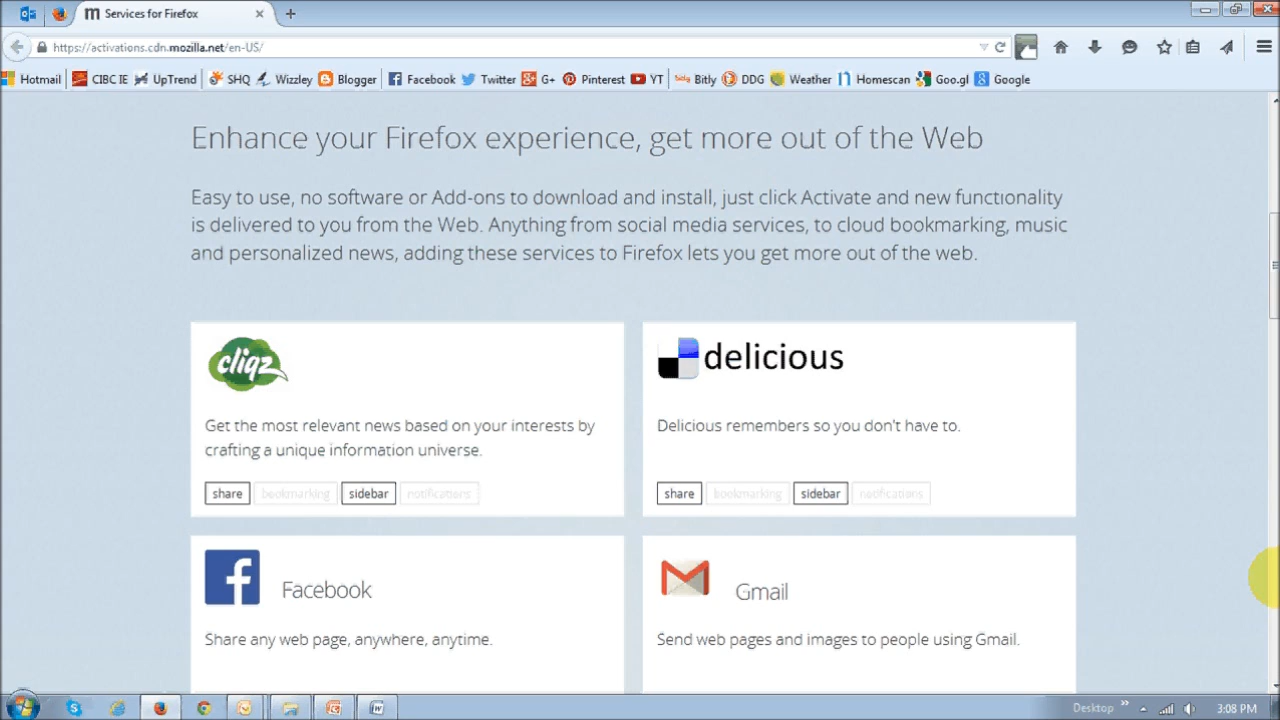 Services for Firefox
https://activations.cdn.mozilla.net/en-US/
Hotmail CIBC IE UpTrend SHQ Wizzley Blogger Facebook Twitter G+ Pinterest YT Bitly DDG Weather Homescan Goo.gl Google
Enhance your Firefox experience, get more out of the Web
Easy to use, no software or Add-ons to download and install, just click Activate and new functionality
is delivered to you from the Web. Anything from social media services, to cloud bookmarking, music
and personalized news, adding these services to Firefox lets you get more out of the web.
cliqz
Get the most relevant news based on your interests by
crafting a unique information universe.
share bookmarking sidebar notifications
delicious
Delicious remembers so you don't have to.
share bookmarking sidebar notifications
Facebook
Share any web page, anywhere, anytime.
Gmail
Send web pages and images to people using Gmail.
Desktop
3:08 PM